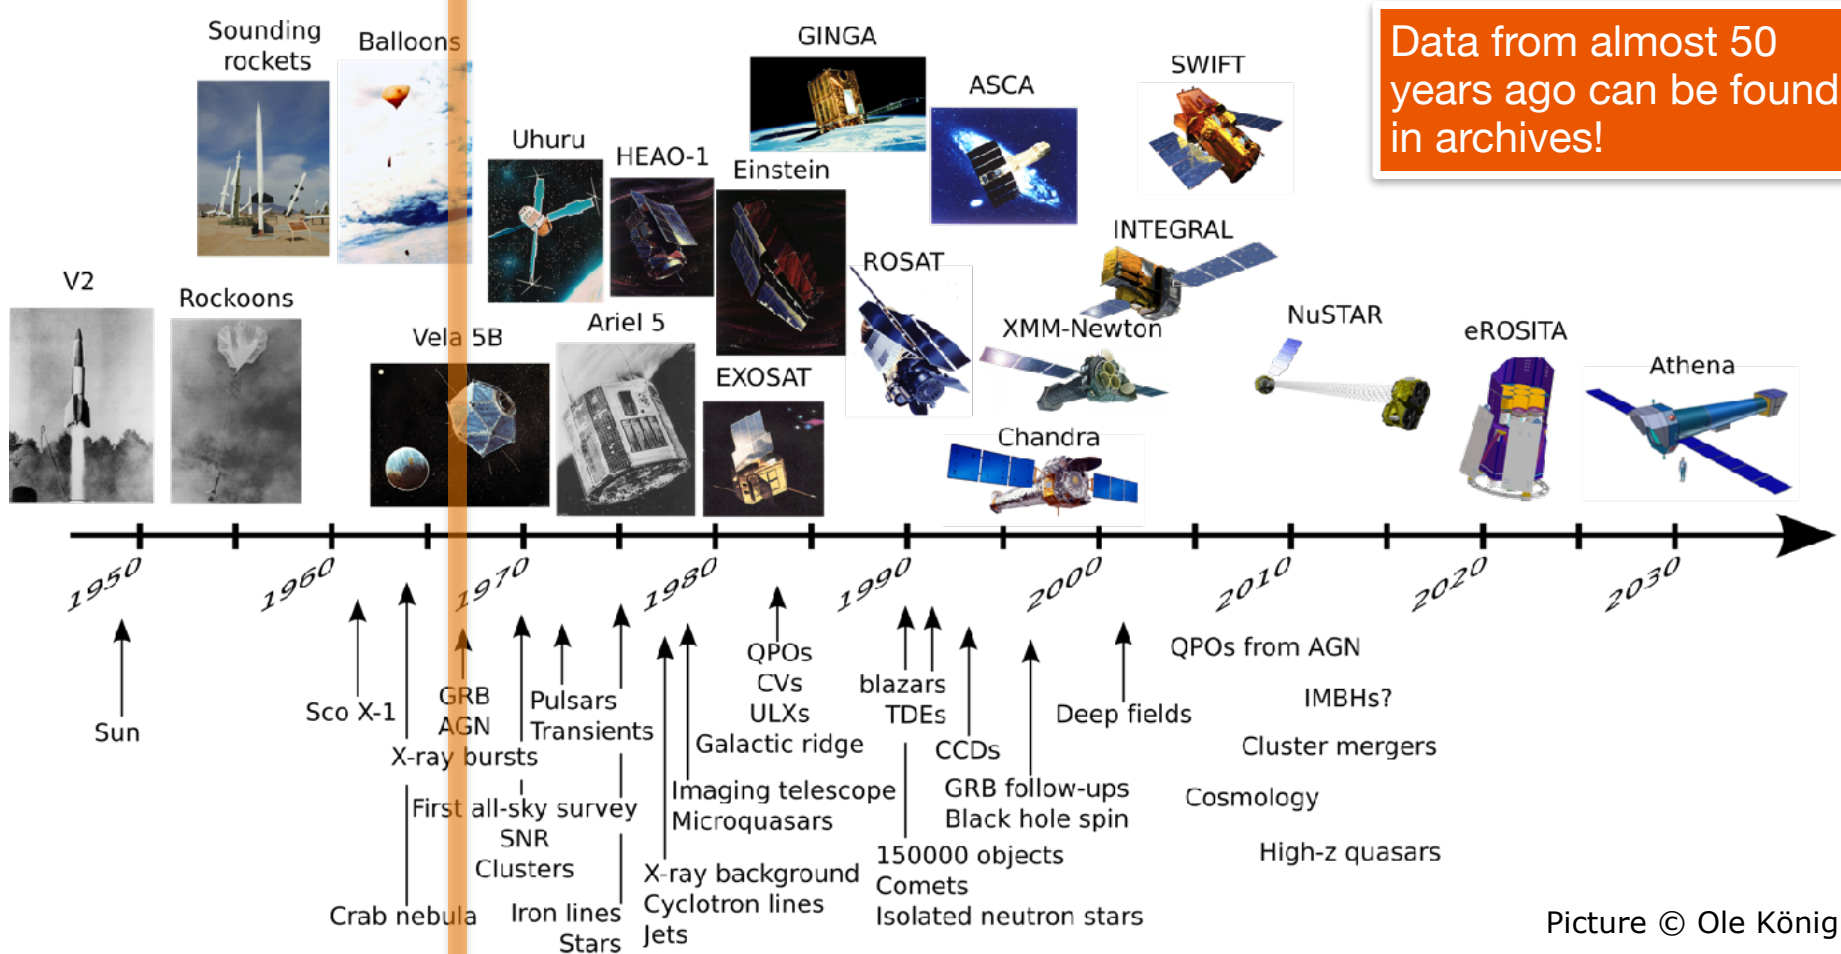 Sounding
rockets
Balloons
GINGA
ASCA
SWIFT
Data from almost 50
years ago can be found
in archives!
Uhuru
HEAO-1
Einstein
INTEGRAL
ROSAT
V2
Rockoons
Vela 5B
Ariel 5
EXOSAT
XMM-Newton
NuSTAR
eROSITA
Athena
Chandra
1950
1960
1970
1980
1990
2000
2010
2020
2030
Sun
Sco X-1
GRB
AGN
X-ray bursts
First all-sky survey
SNR
Clusters
Crab nebula
Pulsars
Transients
Iron lines
Stars
QPOs
CVs
ULXs
Galactic ridge
Imaging telescope
Microquasars
X-ray background
Cyclotron lines
Jets
blazars
TDEs
CCDs
GRB follow-ups
Black hole spin
150000 objects
Comets
Isolated neutron stars
Deep fields
QPOs from AGN
IMBHs?
Cluster mergers
Cosmology
High-z quasars
Picture © Ole König